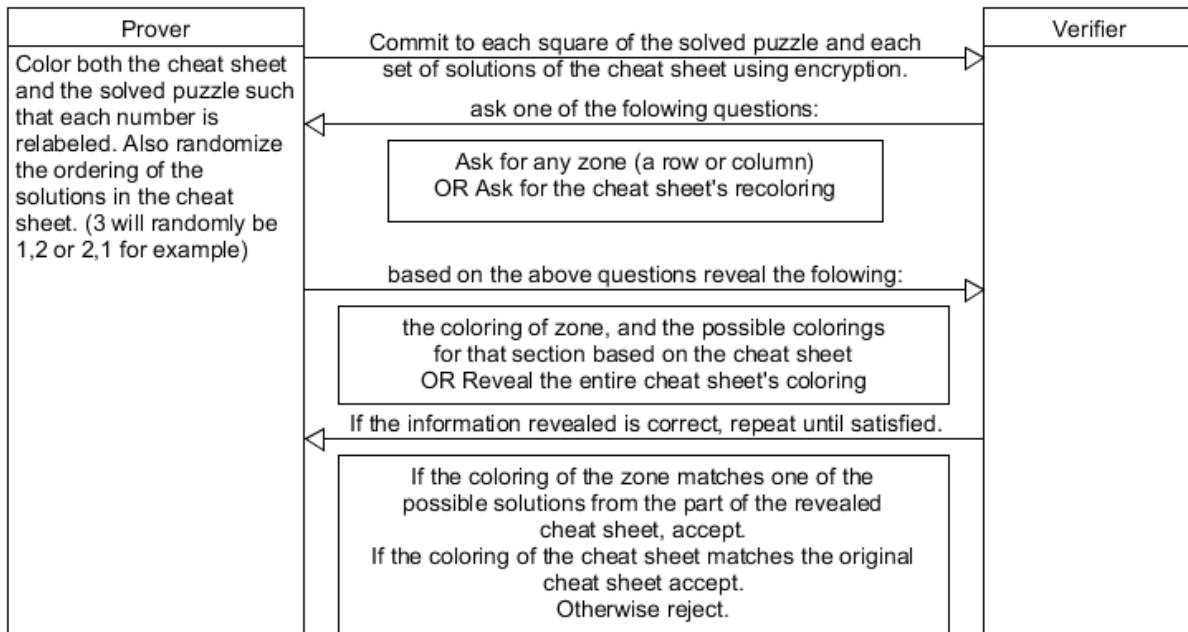 Prover
Verifier
Color both the cheat sheet
and the solved puzzle such
that each number is
relabeled. Also randomize
the ordering of the
solutions in the cheat
sheet. (3 will randomly be
1,2 or 2,1 for example)
Commit to each square of the solved puzzle and each
set of solutions of the cheat sheet using encryption.
ask one of the folowing questions:
Ask for any zone (a row or column)
OR Ask for the cheat sheet's recoloring
based on the above questions reveal the folowing:
the coloring of zone, and the possible colorings
for that section based on the cheat sheet
OR Reveal the entire cheat sheet's coloring
If the information revealed is correct, repeat until satisfied.
If the coloring of the zone matches one of the
possible solutions from the part of the revealed
cheat sheet, accept.
If the coloring of the cheat sheet matches the original
cheat sheet accept.
Otherwise reject.